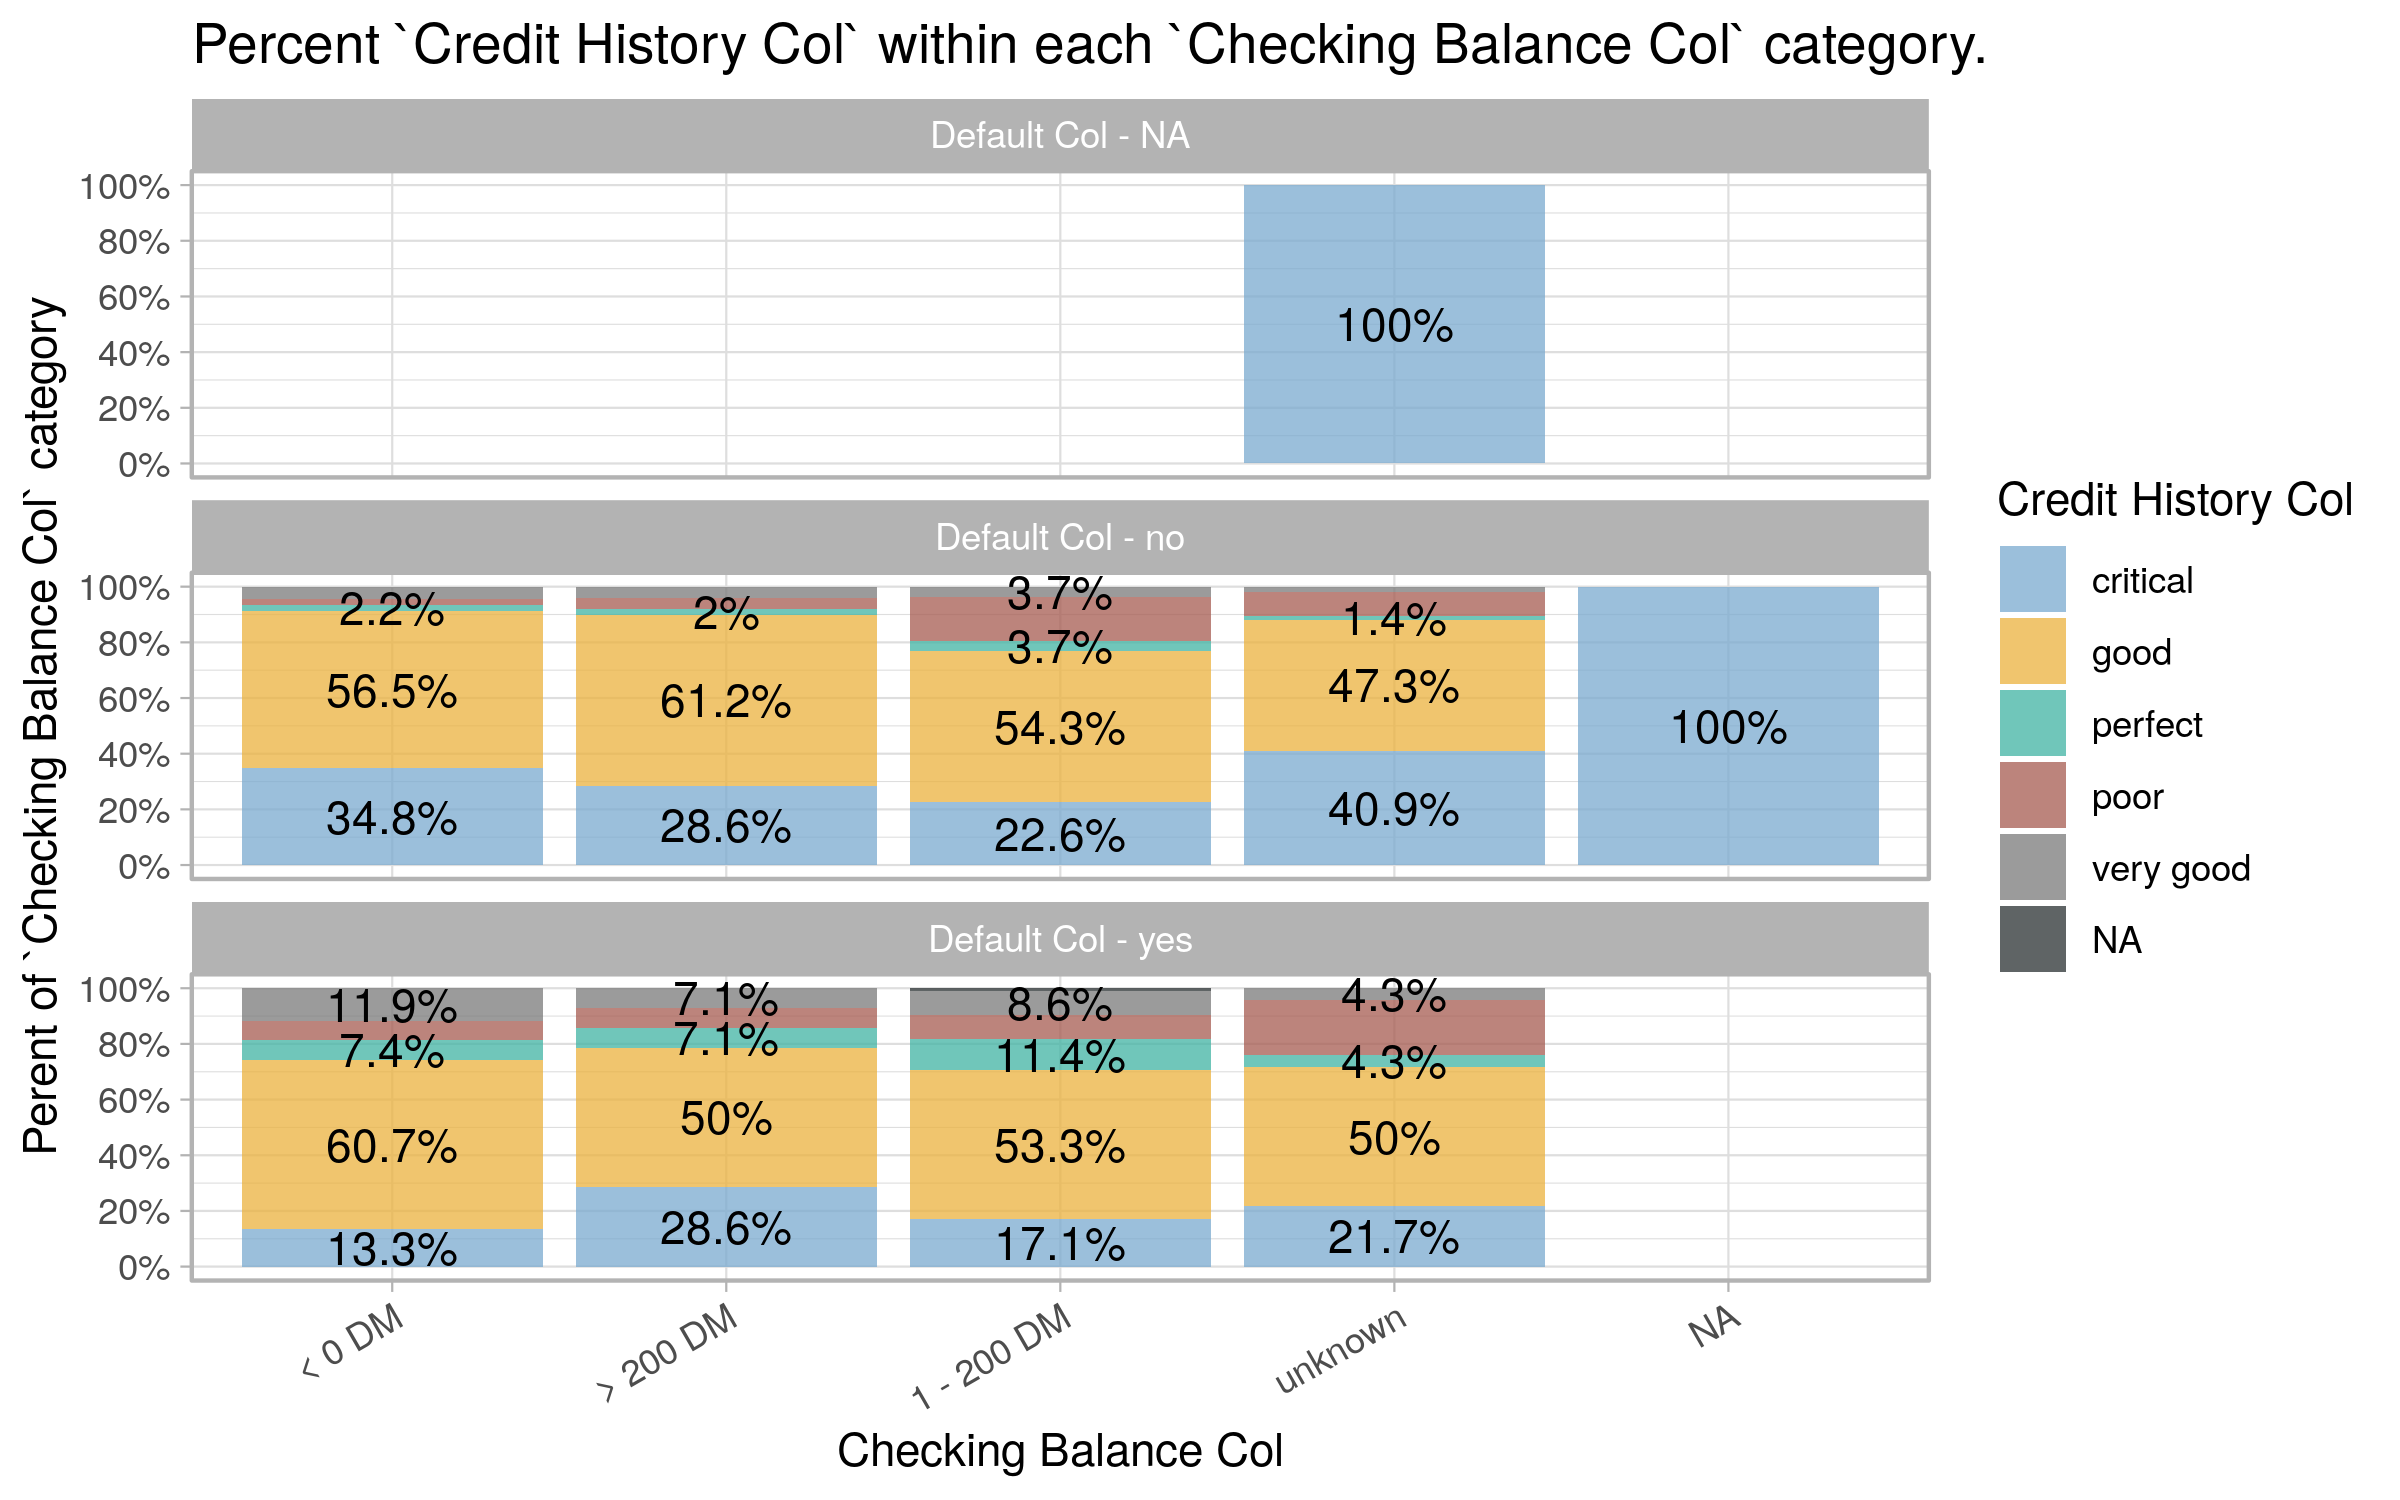 Percent `Credit History Col` within each `Checking Balance Col` category.
Perent of `Checking Balance Col` category
Default Col - NA
100%
80%
60%
40%
20%
0%
100%
Default Col - no
100%
80%
60%
40%
20%
0%
2.2%
56.5%
34.8%
2%
61.2%
28.6%
3.7%
3.7%
54.3%
22.6%
1.4%
47.3%
40.9%
100%
Default Col - yes
100%
80%
60%
40%
20%
0%
11.9%
7.4%
60.7%
13.3%
7.1%
7.1%
50%
28.6%
8.6%
11.4%
53.3%
17.1%
4.3%
4.3%
50%
21.7%
< 0 DM
> 200 DM
1 - 200 DM
unknown
NA
Checking Balance Col
Credit History Col
critical
good
perfect
poor
very good
NA